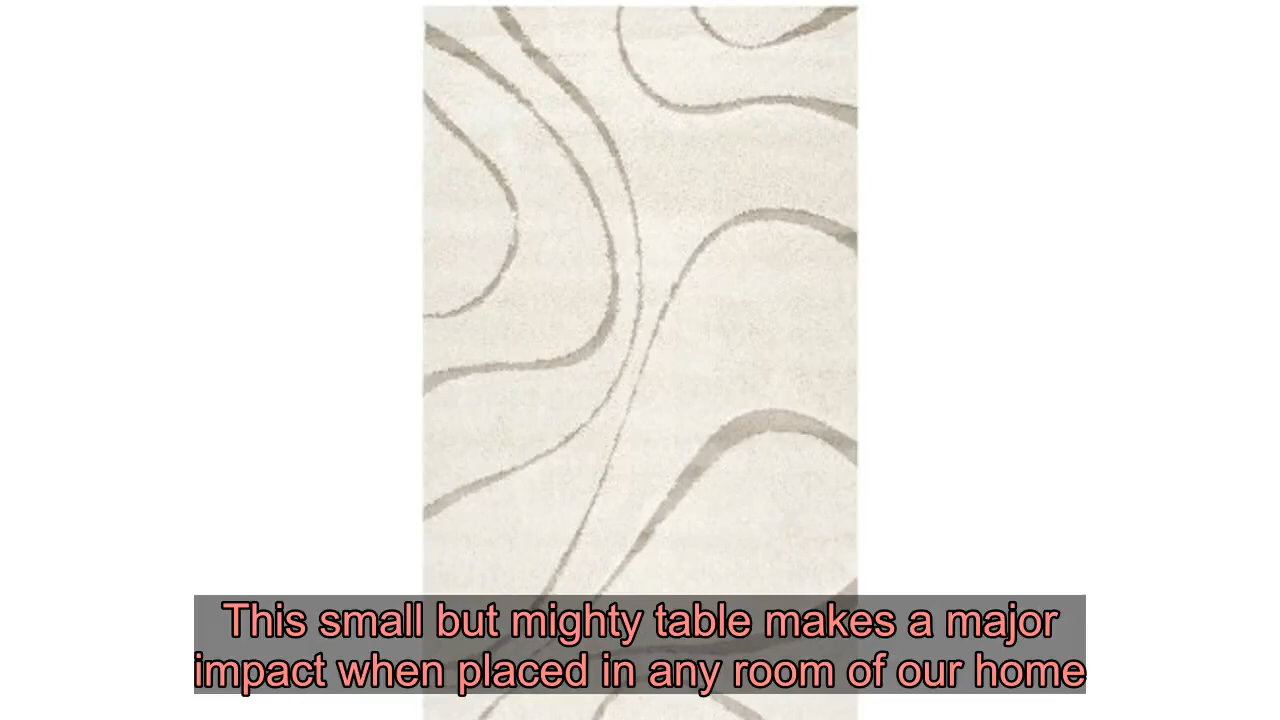 This small but mighty table makes a major
impact when placed in any room of our home